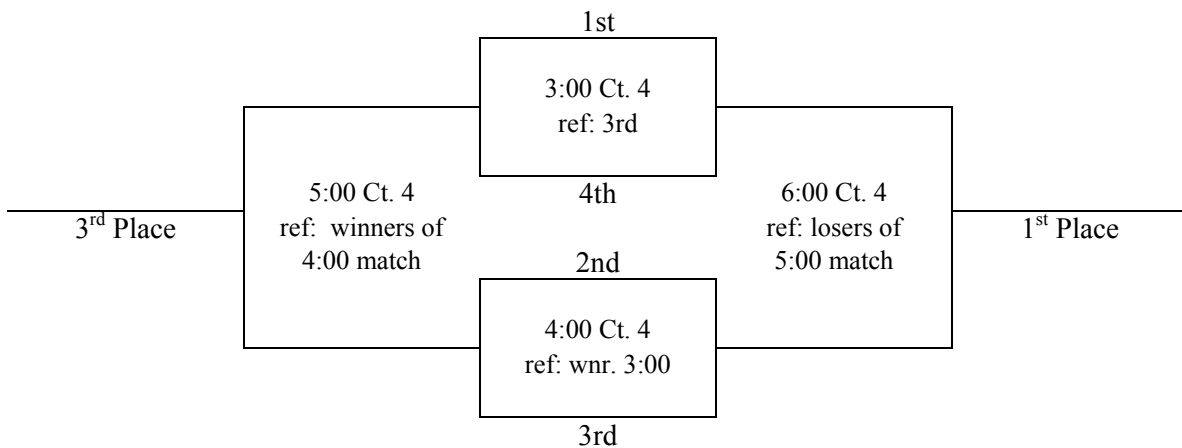 1st
3:00 Ct. 4
ref: 3rd
4th
5:00 Ct. 4
ref:  winners of
4:00 match
3rd Place
6:00 Ct. 4
ref: losers of
5:00 match
1st Place
2nd
4:00 Ct. 4
ref: wnr. 3:00
3rd